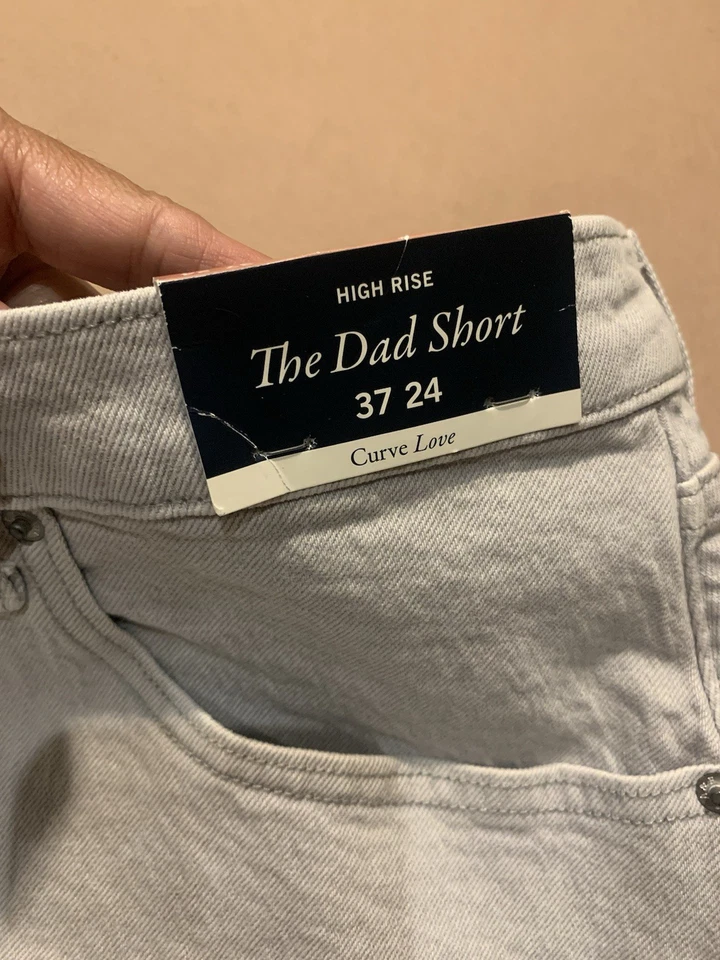 HIGH RISE
The Dad Short
37 24
Curve Love